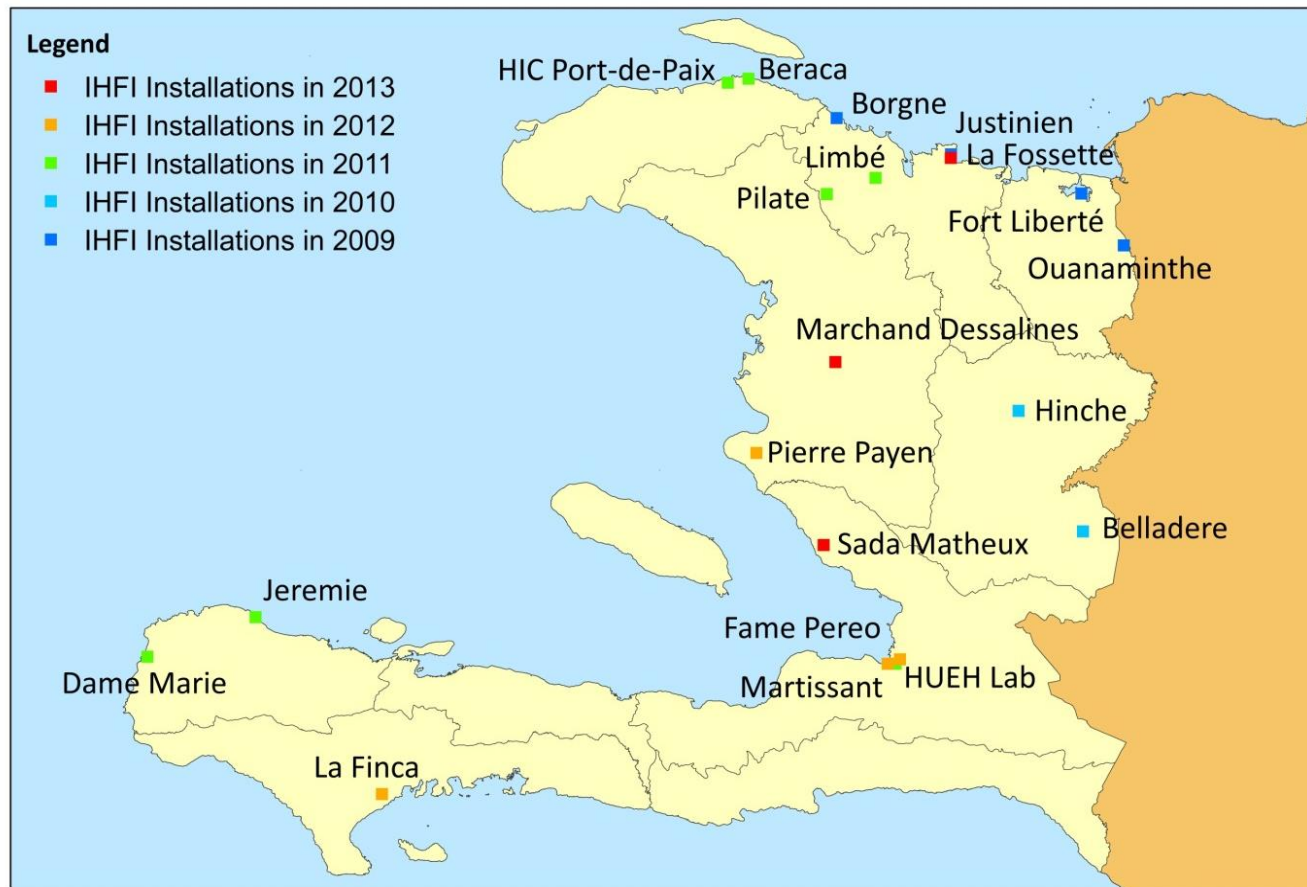 Legend
IHFI Installations in 2013
IHFI Installations in 2012
IHFI Installations in 2011
IHFI Installations in 2010
IHFI Installations in 2009
HIC Port-de-Paix
Beraca
Borgne
Justinien
La Fossette
Limbé
Pilate
Fort Liberté
Ouanaminthe
Marchand Dessalines
Hinche
Pierre Payen
Belladere
Sada Matheux
Jeremie
Fame Pereo
Dame Marie
Martissant
HUEH Lab
La Finca